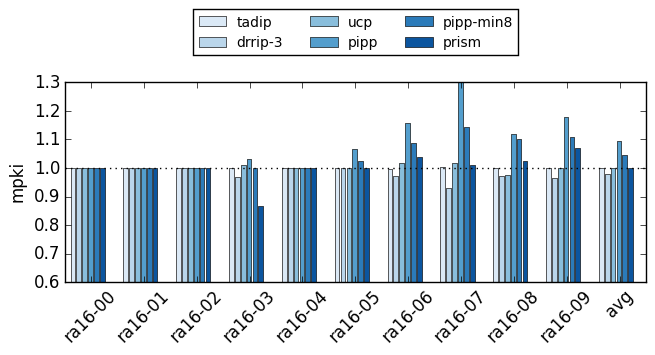 tadip ucp pipp-min8
drrip-3 pipp prism
1.3
1.2
1.1
1.0
0.9
0.8
0.7
0.6
mpki
ra16-00
ra16-01
ra16-02
ra16-03
ra16-04
ra16-05
ra16-06
ra16-07
ra16-08
ra16-09
avg